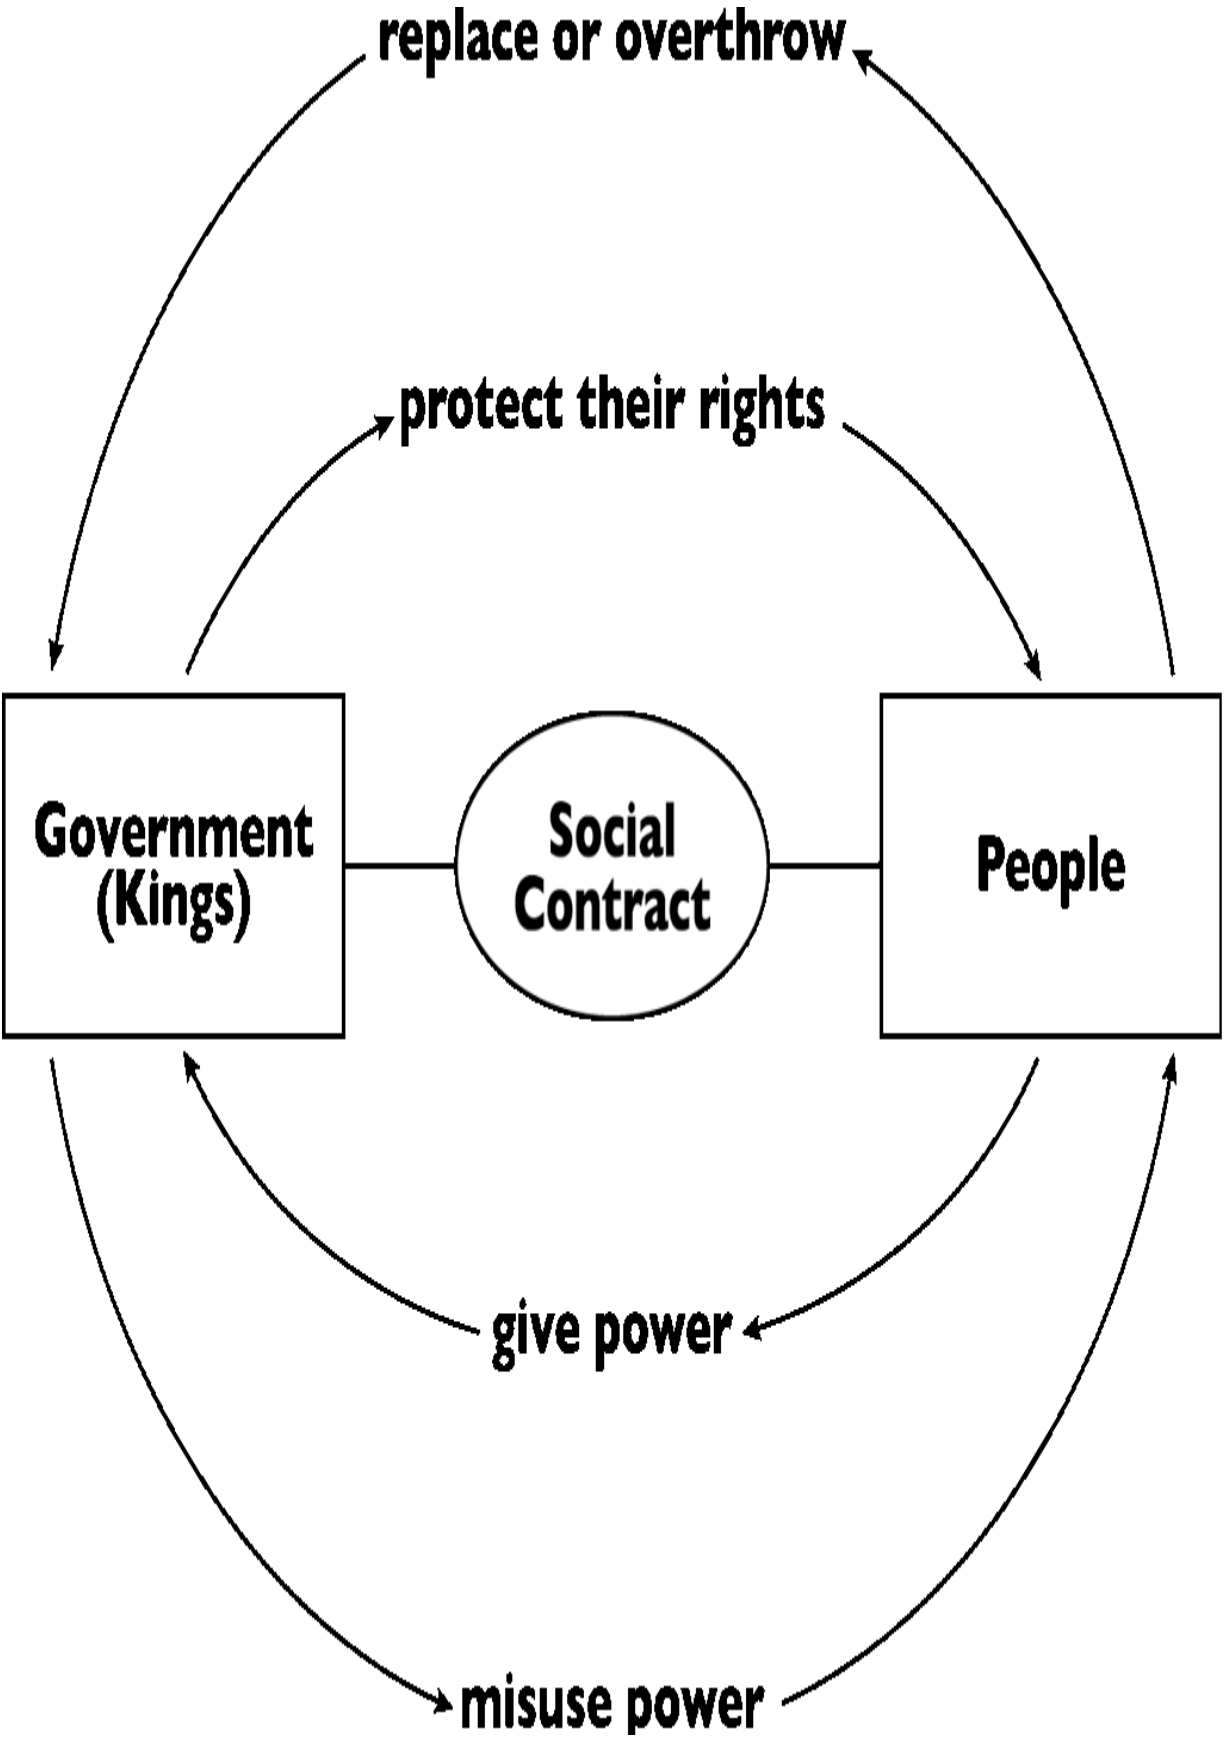 replace or overthrow
protect their rights
Government
(Kings)
Social
Contract
People
give power
misuse power